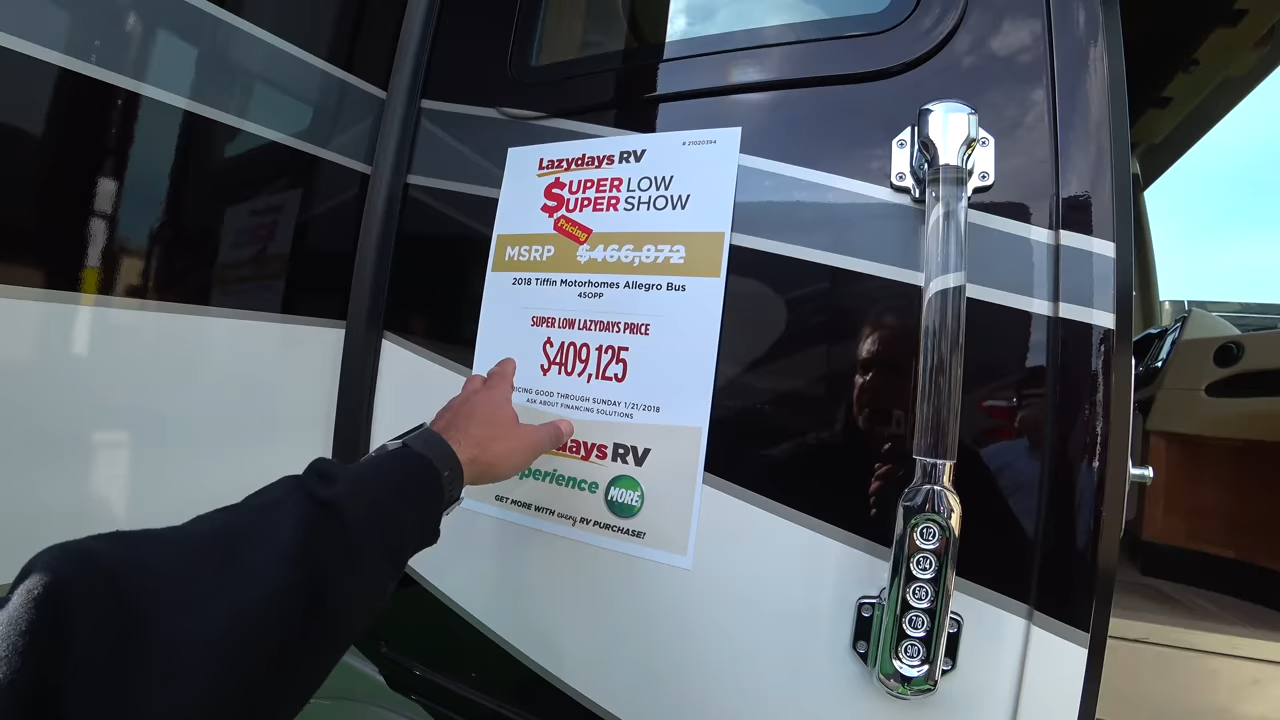 # 21020394
Lazydays RV
$UPER LOW
$UPER SHOW
Pricing
MSRP $466,872
2018 Tiffin Motorhomes Allegro Bus
45OPP
SUPER LOW LAZYDAYS PRICE
$409,125
ICING GOOD THROUGH SUNDAY 1/21/2018
ASK ABOUT FINANCING SOLUTIONS
days RV
perience MORE
GET MORE WITH every RV PURCHASE!
1/2
3/4
5/6
7/8
9/0